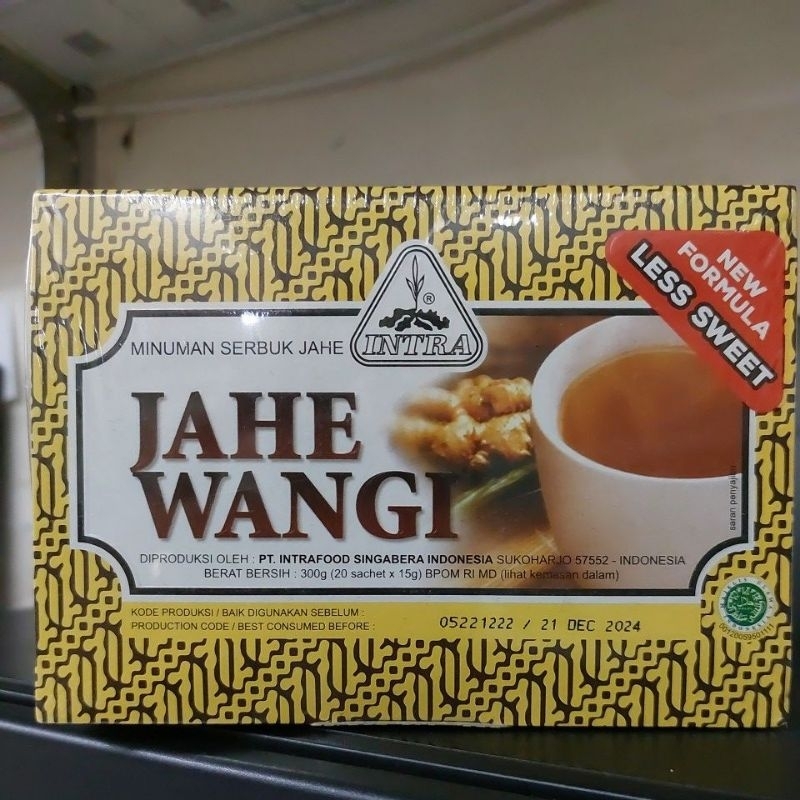 NEW
FORMULA
LESS SWEET
INTRA
®
MINUMAN SERBUK JAHE
JAHE
WANGI
saran penyajian
DIPRODUKSI OLEH : PT. INTRAFOOD SINGABERA INDONESIA SUKOHARJO 57552 - INDONESIA
BERAT BERSIH : 300g (20 sachet x 15g) BPOM RI MD (lihat kemasan dalam)
KODE PRODUKSI / BAIK DIGUNAKAN SEBELUM :
PRODUCTION CODE / BEST CONSUMED BEFORE :
05221222 / 21 DEC 2024